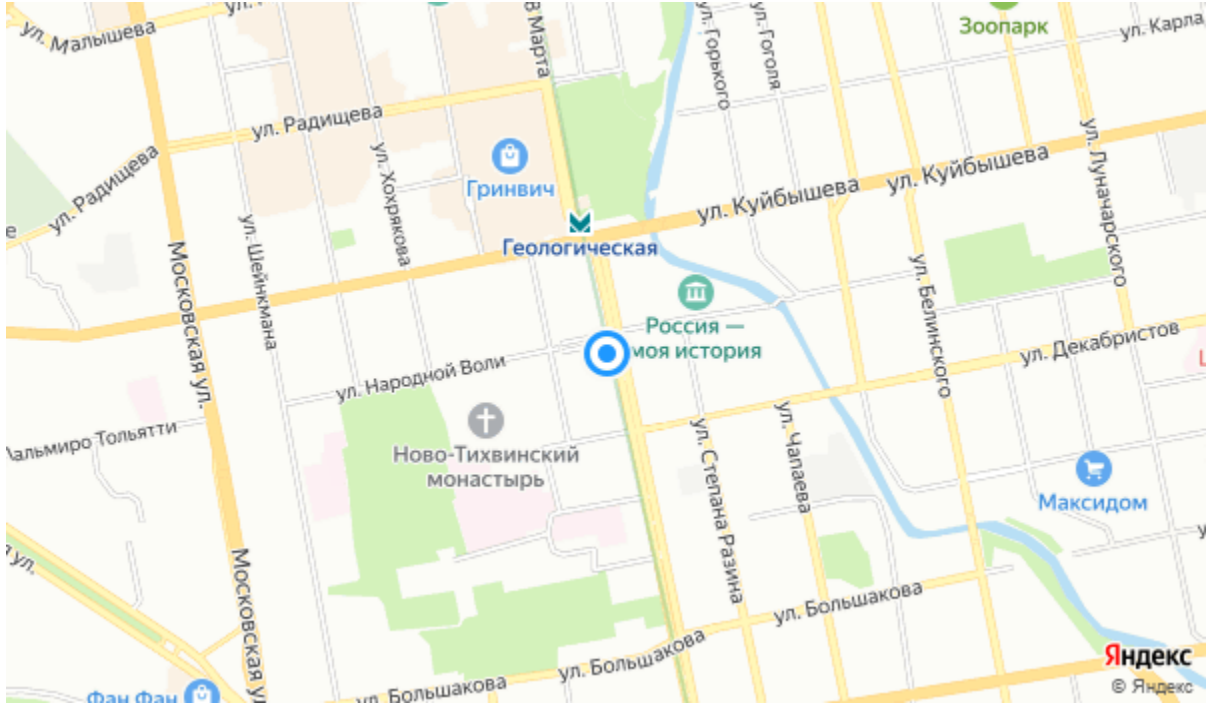 ул. Малышева
8 Марта
ул. Горького
ул. Гоголя
Зоопарк
ул. Карла
ул. Радищева
ул. Радищева
ул. Хохрякова
Гринвич
ул. Куйбышева
ул. Куйбышева
ул. Луначарского
е
Геологическая
ул. Шейнкмана
Московская ул.
ул. Белинского
Россия —
моя история
ул. Декабристов
ул. Народной Воли
Пальмиро Тольятти
Ново-Тихвинский
монастырь
ул. Степана Разина
ул. Чапаева
Максидом
ул.
Московская ул
ул. Большакова
ул. Большакова
ул. Большакова
Фан Фан
Яндекс
© Яндекс